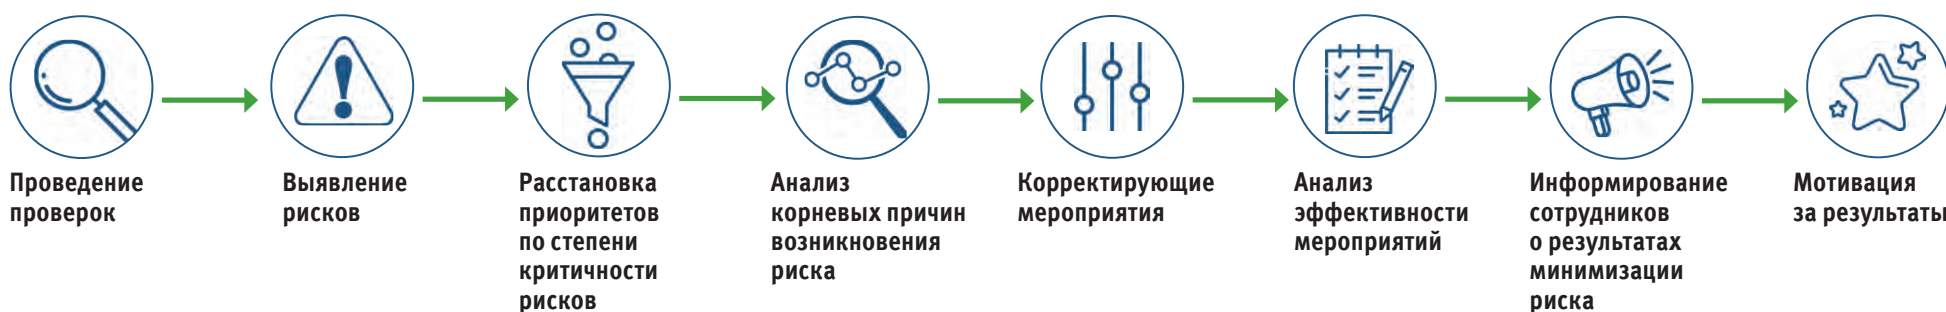 Проведение
проверок
Выявление
рисков
Расстановка
приоритетов
по степени
критичности
рисков
Анализ
корневых причин
возникновения
риска
Корректирующие
мероприятия
Анализ
эффективности
мероприятий
Информирование
сотрудников
о результатах
минимизации
риска
Мотивация
за результаты